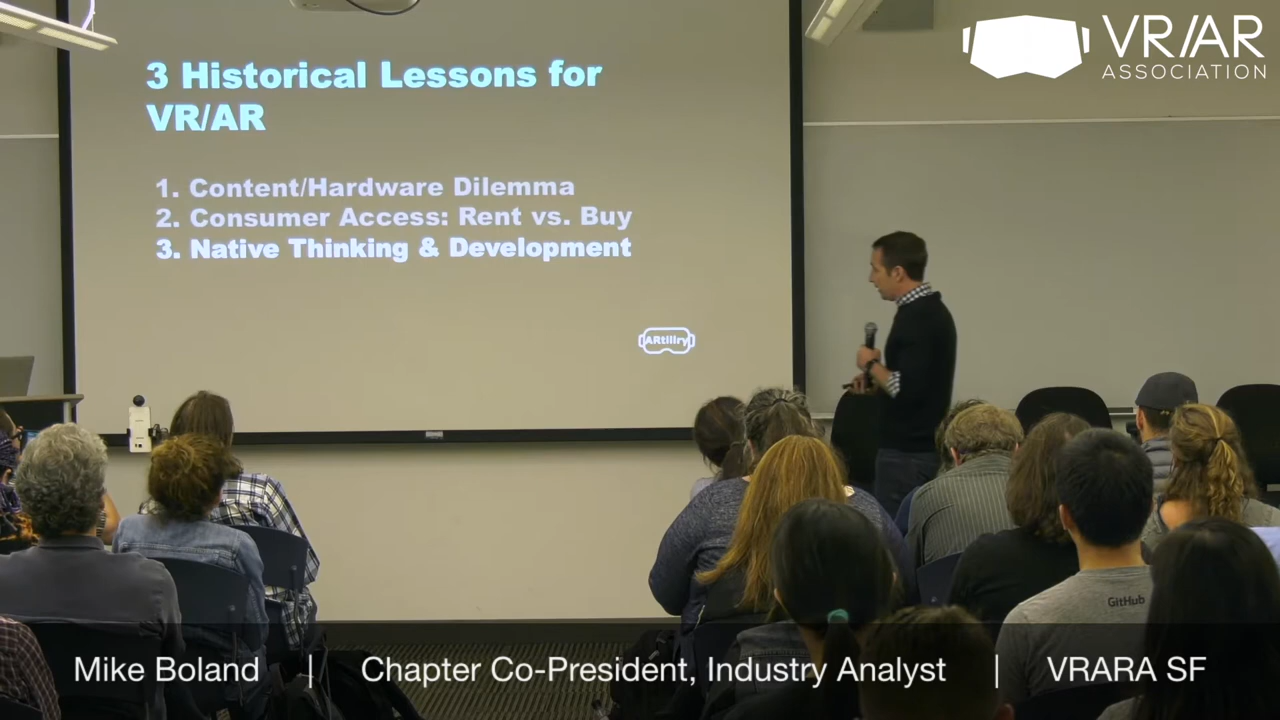 3 Historical Lessons for
VR/AR
1. Content/Hardware Dilemma
2. Consumer Access: Rent vs. Buy
3. Native Thinking & Development
ARtillry
VR/AR
ASSOCIATION
GitHub
Mike Boland | Chapter Co-President, Industry Analyst | VRARA SF